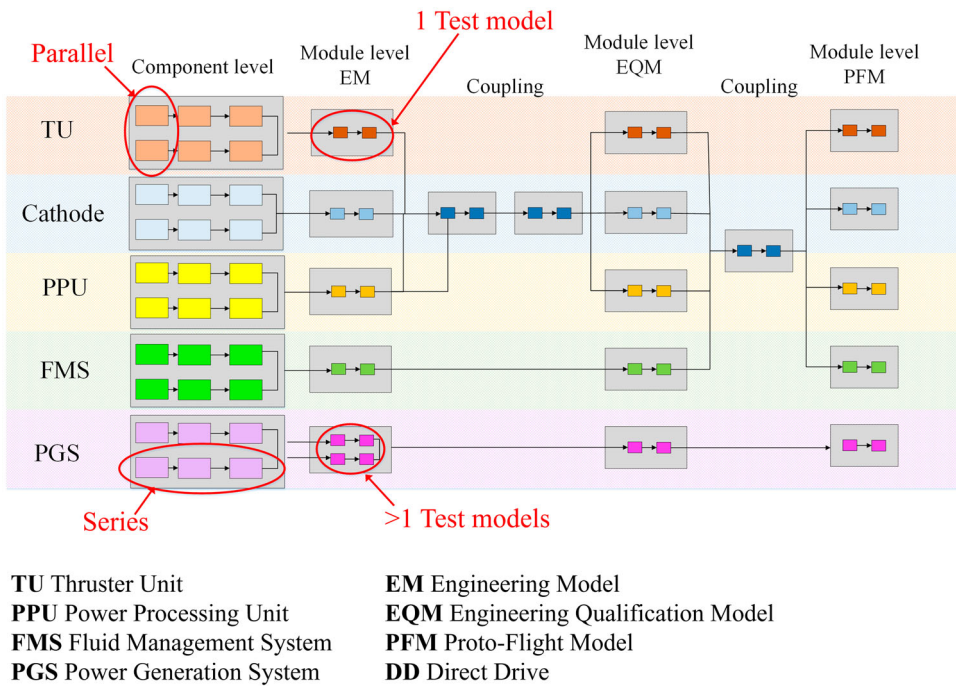 1 Test model
Parallel
Component level
Module level
EM
Coupling
Module level
EQM
Coupling
Module level
PFM
TU
Cathode
PPU
FMS
PGS
Series
>1 Test models
TU Thruster Unit
PPU Power Processing Unit
FMS Fluid Management System
PGS Power Generation System
EM Engineering Model
EQM Engineering Qualification Model
PFM Proto-Flight Model
DD Direct Drive